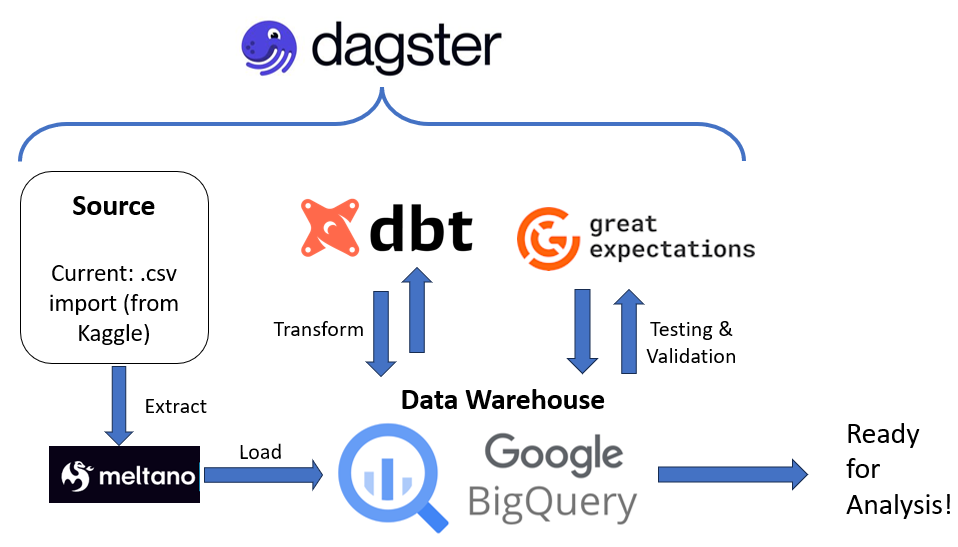 dagster
Source
Current: .csv
import (from
Kaggle)
dbt
great
expectations
Transform
Testing &
Validation
Extract
Data Warehouse
meltano
Load
Google
BigQuery
Ready
for
Analysis!